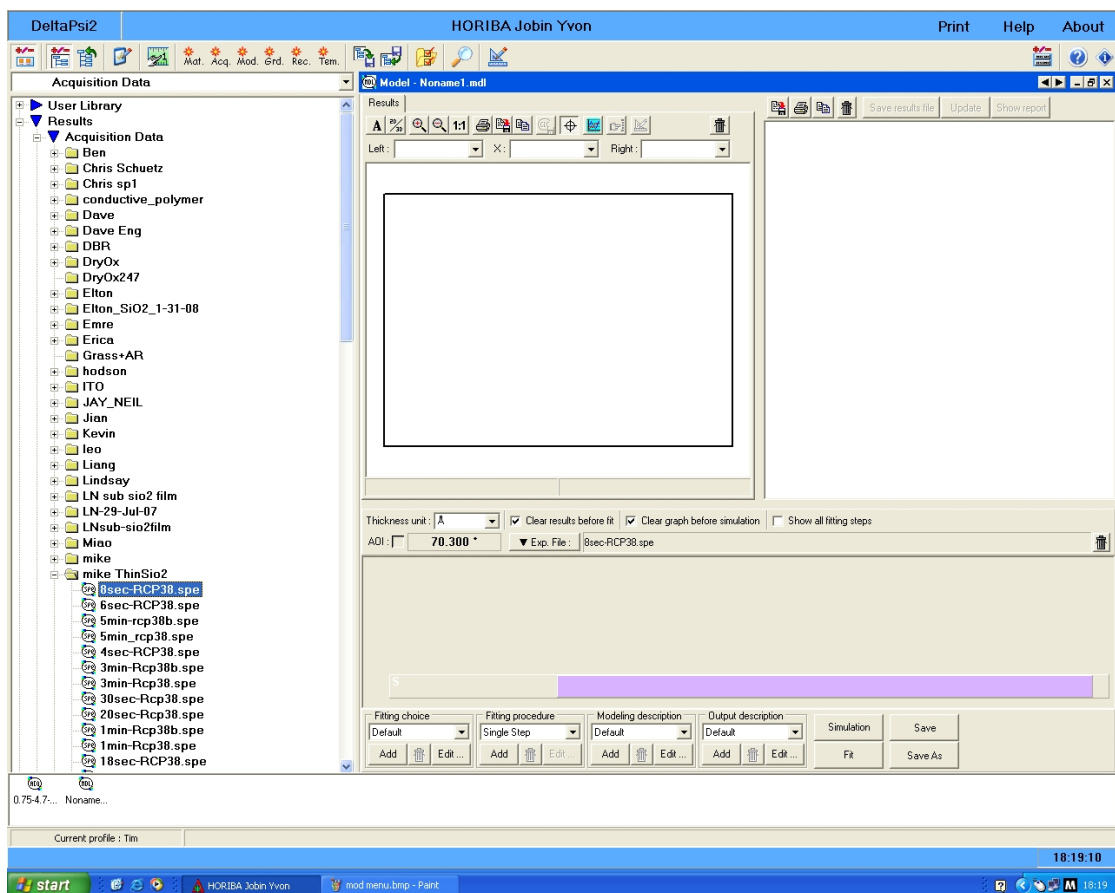 DeltaPsi2 HORIBA Jobin Yvon Print Help About
Mat. Acq. Mod. Grd. Rec. Tem.
Acquisition Data
Model - Noname1.mdl
User Library
Results
Acquisition Data
Ben
Chris Schuetz
Chris sp1
conductive_polymer
Dave
Dave Eng
DBR
DryOx
DryOx247
Elton
Elton_SiO2_1-31-08
Emre
Erica
Grass+AR
hodson
ITO
JAY_NEIL
Jian
Kevin
leo
Liang
Lindsay
LN sub sio2 film
LN-29-Jul-07
LNsub-sio2film
Miao
mike
mike ThinSio2
8sec-RCP38.spe
6sec-RCP38.spe
5min-rcp38b.spe
5min_rcp38.spe
4sec-RCP38.spe
3min-Rcp38b.spe
3min-Rcp38.spe
30sec-Rcp38.spe
20sec-Rcp38.spe
1min-Rcp38b.spe
1min-Rcp38.spe
18sec-RCP38.spe
Results
A 1:1
Left : X : Right :
Save results file Update Show report
Thickness unit : Å Clear results before fit Clear graph before simulation Show all fitting steps
AOI : 70.300 ° ▼ Exp. File : 8sec-RCP38.spe
S
Fitting choice Fitting procedure Modeling description Output description
Default Single Step Default Default Simulation Save
Add Edit ... Add Edit ... Add Edit ... Add Edit ... Fit Save As
0.75-4.7-... Noname...
Current profile : Tim
18:19:10
start HORIBA Jobin Yvon mod menu.bmp - Paint 18:19